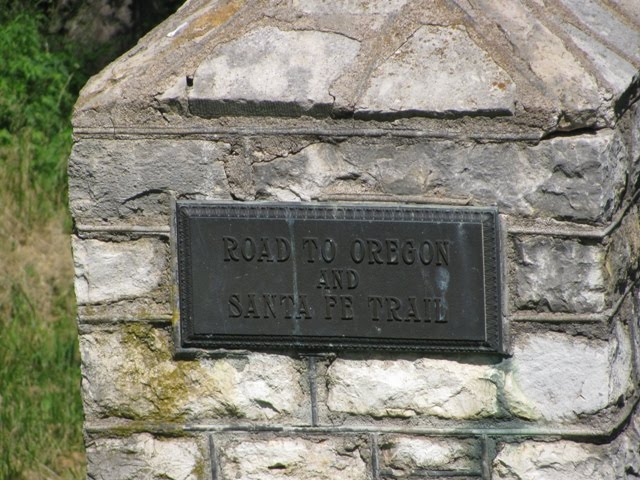 ROAD TO OREGON
AND
SANTA FE TRAIL